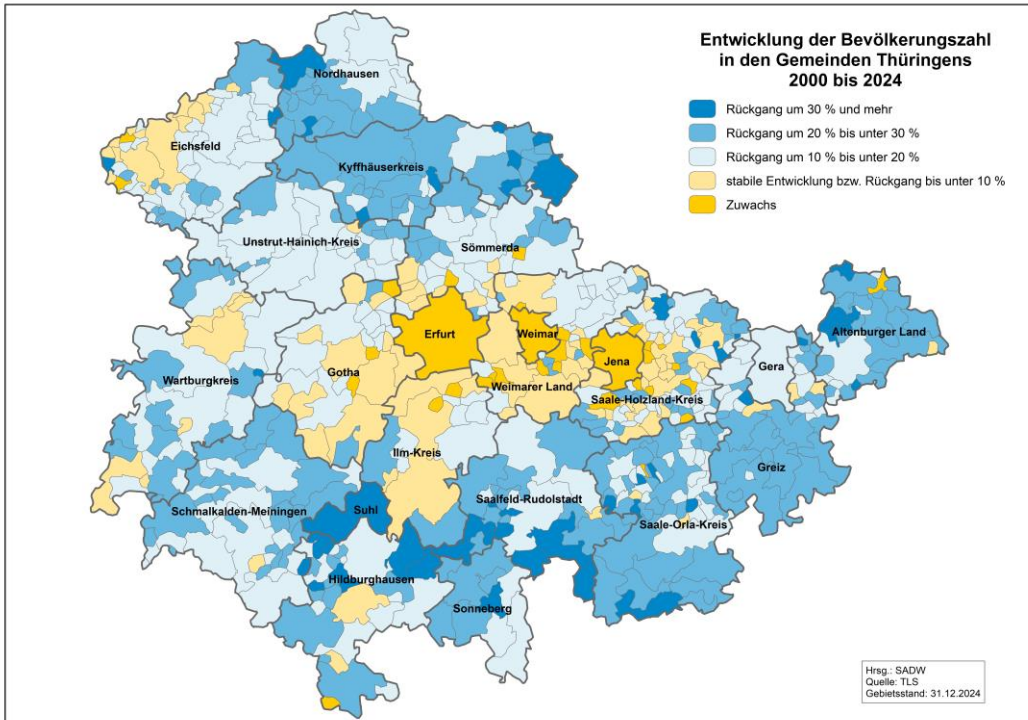 Entwicklung der Bevölkerungszahl
in den Gemeinden Thüringens
2000 bis 2024
Rückgang um 30 % und mehr
Rückgang um 20 % bis unter 30 %
Rückgang um 10 % bis unter 20 %
stabile Entwicklung bzw. Rückgang bis unter 10 %
Zuwachs
Nordhausen
Eichsfeld
Kyffhäuserkreis
Unstrut-Hainich-Kreis
Sömmerda
Erfurt
Weimar
Altenburger Land
Jena
Gera
Gotha
Wartburgkreis
Weimarer Land
Saale-Holzland-Kreis
Ilm-Kreis
Greiz
Saalfeld-Rudolstadt
Suhl
Schmalkalden-Meiningen
Saale-Orla-Kreis
Hildburghausen
Sonneberg
Hrsg.: SADW
Quelle: TLS
Gebietsstand: 31.12.2024